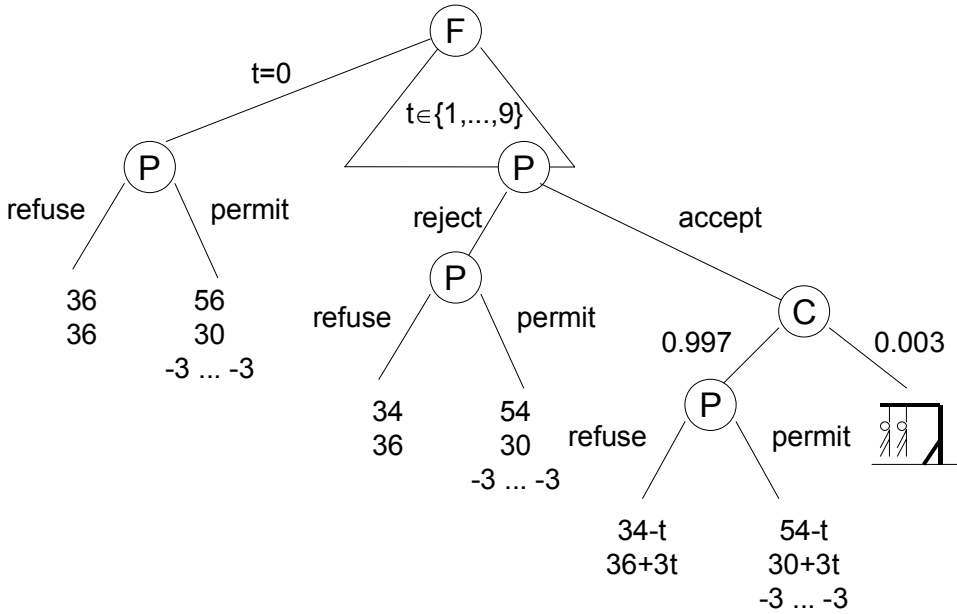 F
t=0
t∈{1,...,9}
P
P
refuse
permit
reject
accept
36
36
56
30
-3 ... -3
P
refuse
permit
34
36
54
30
-3 ... -3
C
0.997
0.003
P
refuse
permit
34-t
36+3t
54-t
30+3t
-3 ... -3